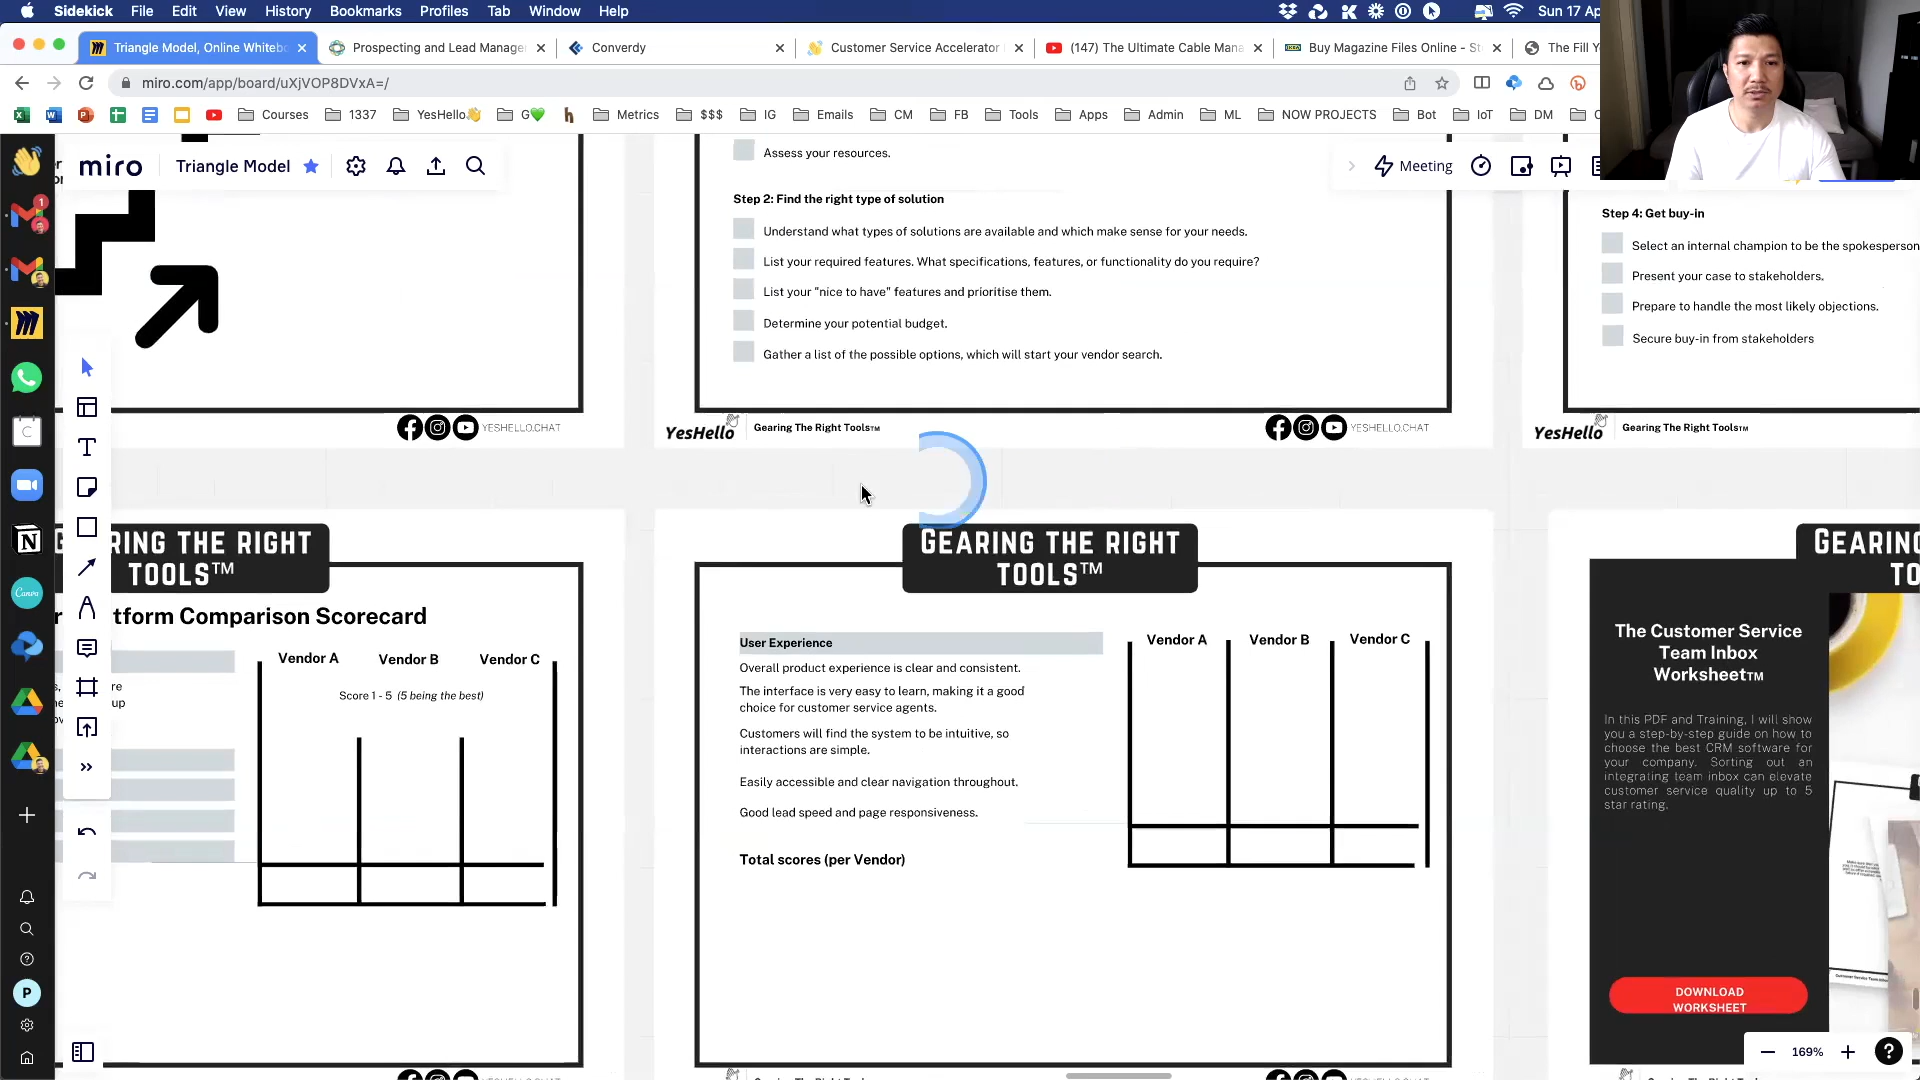 Sidekick File Edit View History Bookmarks Profiles Tab Window Help Sun 17 Ap
Triangle Model, Online Whitebo Prospecting and Lead Manage Converdy Customer Service Accelerator (147) The Ultimate Cable Mana Buy Magazine Files Online - St The Fill Y
miro.com/app/board/uXjVOP8DVxA=/
Courses 1337 YesHello G Metrics $$$ IG Emails CM FB Tools Apps Admin ML NOW PROJECTS Bot IoT DM
miro Triangle Model Meeting
Assess your resources.
Step 2: Find the right type of solution
Understand what types of solutions are available and which make sense for your needs.
List your required features. What specifications, features, or functionality do you require?
List your "nice to have" features and prioritise them.
Determine your potential budget.
Gather a list of the possible options, which will start your vendor search.
Step 4: Get buy-in
Select an internal champion to be the spokesperson
Present your case to stakeholders.
Prepare to handle the most likely objections.
Secure buy-in from stakeholders
YESHELLO.CHAT
YesHello Gearing The Right Tools™ YESHELLO.CHAT
YesHello Gearing The Right Tools™
RING THE RIGHT
TOOLS™
tform Comparison Scorecard
Vendor A Vendor B Vendor C
Score 1 - 5 (5 being the best)
GEARING THE RIGHT
TOOLS™
User Experience
Overall product experience is clear and consistent.
The interface is very easy to learn, making it a good
choice for customer service agents.
Customers will find the system to be intuitive, so
interactions are simple.
Easily accessible and clear navigation throughout.
Good lead speed and page responsiveness.
Total scores (per Vendor)
Vendor A Vendor B Vendor C
GEARIN
TO
The Customer Service
Team Inbox
Worksheet™
In this PDF and Training, I will show
you a step-by-step guide on how to
choose the best CRM software for
your company. Sorting out an
integrating team inbox can elevate
customer service quality up to 5
star rating.
DOWNLOAD
WORKSHEET
169%